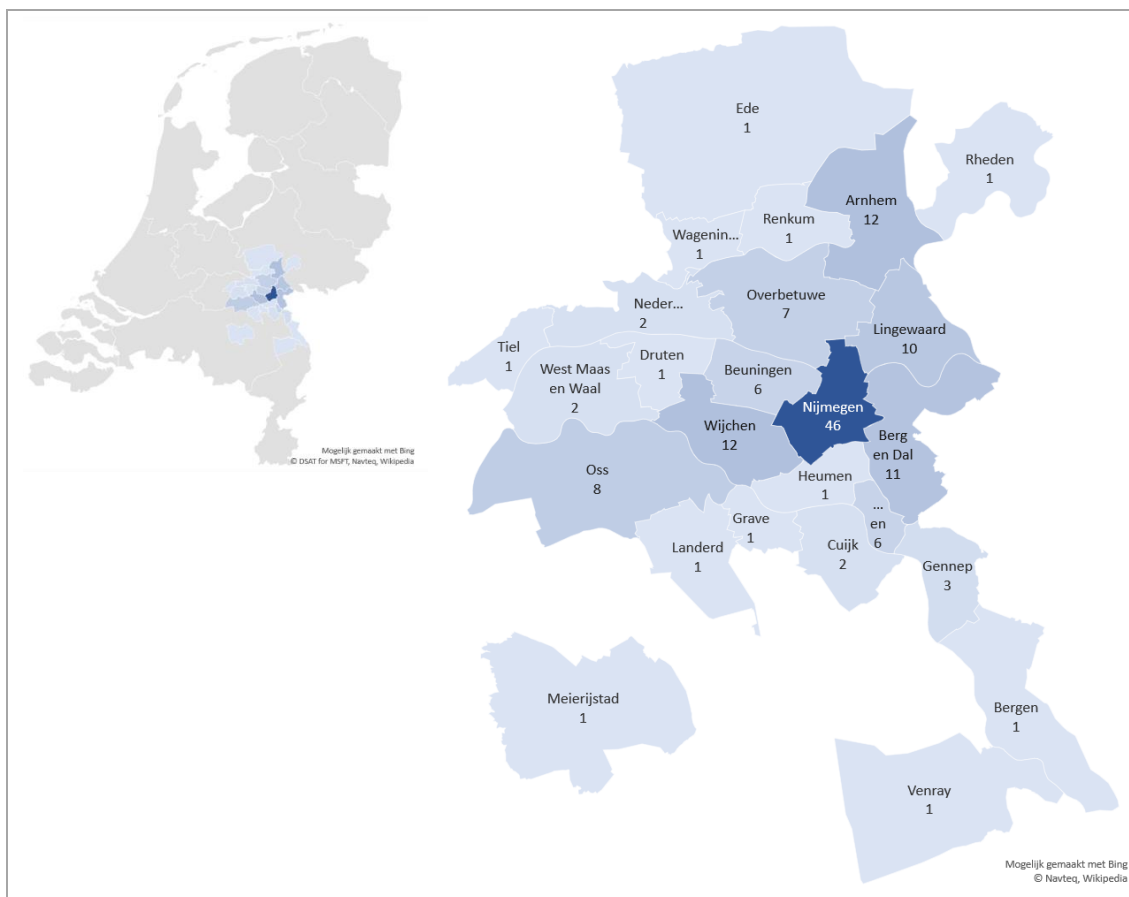 Ede
1
Rheden
1
Arnhem
12
Renkum
1
Wagenin...
1
Overbetuwe
7
Neder...
2
Lingewaard
10
Tiel
1
Druten
1
West Maas
en Waal
2
Beuningen
6
Nijmegen
46
Wijchen
12
Berg
en Dal
11
Oss
8
Heumen
1
...
en
6
Grave
1
Landerd
1
Cuijk
2
Gennep
3
Meierijstad
1
Bergen
1
Venray
1
Mogelijk gemaakt met Bing
© DSAT for MSFT, Navteq, Wikipedia
Mogelijk gemaakt met Bing
© Navteq, Wikipedia